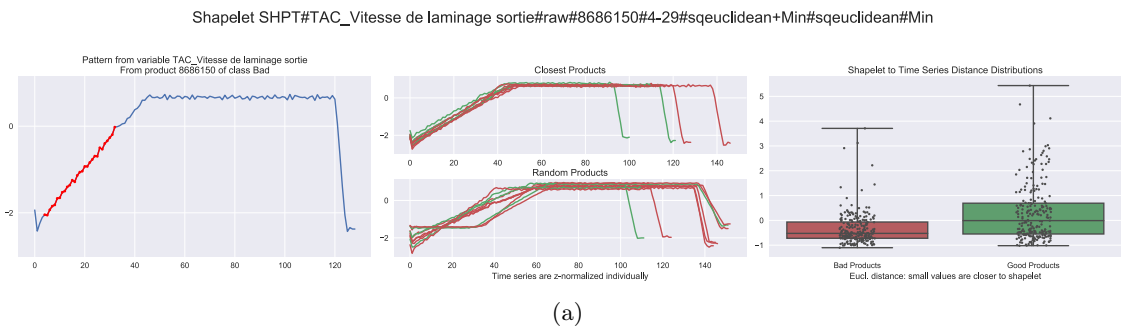 Shapelet SHPT#TAC_Vitesse de laminage sortie#raw#8686150#4-29#sqeuclidean+Min#sqeuclidean#Min
Pattern from variable TAC_Vitesse de laminage sortie
From product 8686150 of class Bad
0
−2
0 20 40 60 80 100 120
Closest Products
0
−2
0 20 40 60 80 100 120 140
Random Products
0
−2
0 20 40 60 80 100 120 140
Time series are z-normalized individually
Shapelet to Time Series Distance Distributions
5
4
3
2
1
0
−1
Bad Products Good Products
Eucl. distance: small values are closer to shapelet
(a)